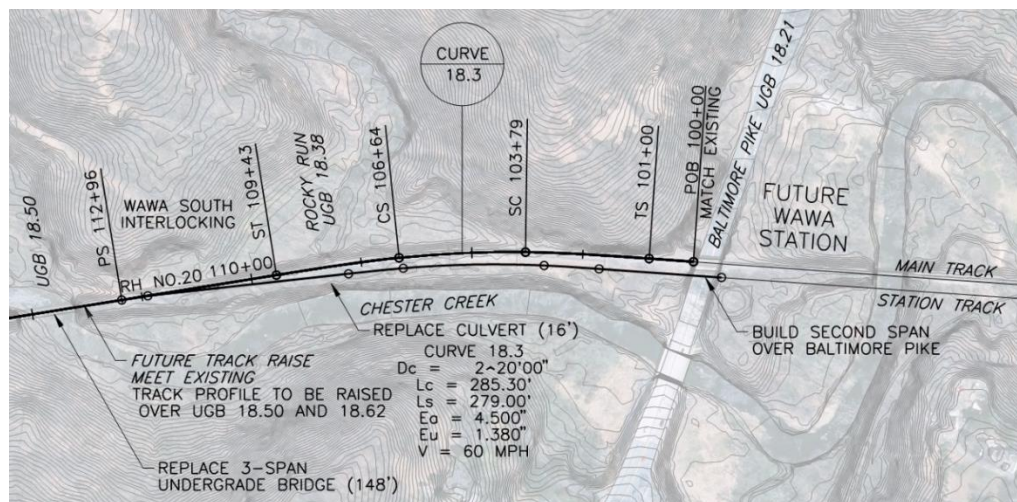 CURVE
18.3
UGB 18.50
PS 112+96
WAWA SOUTH
INTERLOCKING
ST 109+43
ROCKY RUN
UGB 18.38
CS 106+64
SC 103+79
TS 101+00
POB 100+00
MATCH EXISTING
BALTIMORE PIKE UGB 18.21
FUTURE
WAWA
STATION
RH NO.20 110+00
MAIN TRACK
STATION TRACK
CHESTER CREEK
REPLACE CULVERT (16')
BUILD SECOND SPAN
OVER BALTIMORE PIKE
FUTURE TRACK RAISE
MEET EXISTING
TRACK PROFILE TO BE RAISED
OVER UGB 18.50 AND 18.62
CURVE 18.3
Dc = 2^20'00"
Lc = 285.30'
Ls = 279.00'
Ea = 4.500"
Eu = 1.380"
V = 60 MPH
REPLACE 3-SPAN
UNDERGRADE BRIDGE (148')